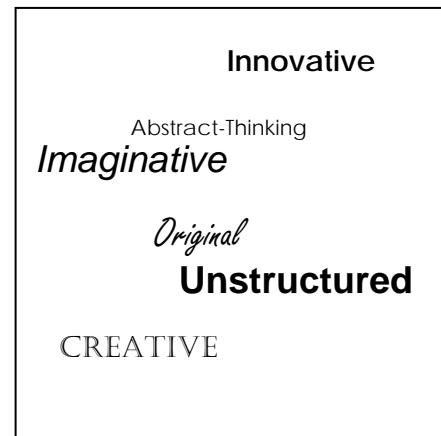 Innovative
Abstract-Thinking
Imaginative
Original
Unstructured
CREATIVE